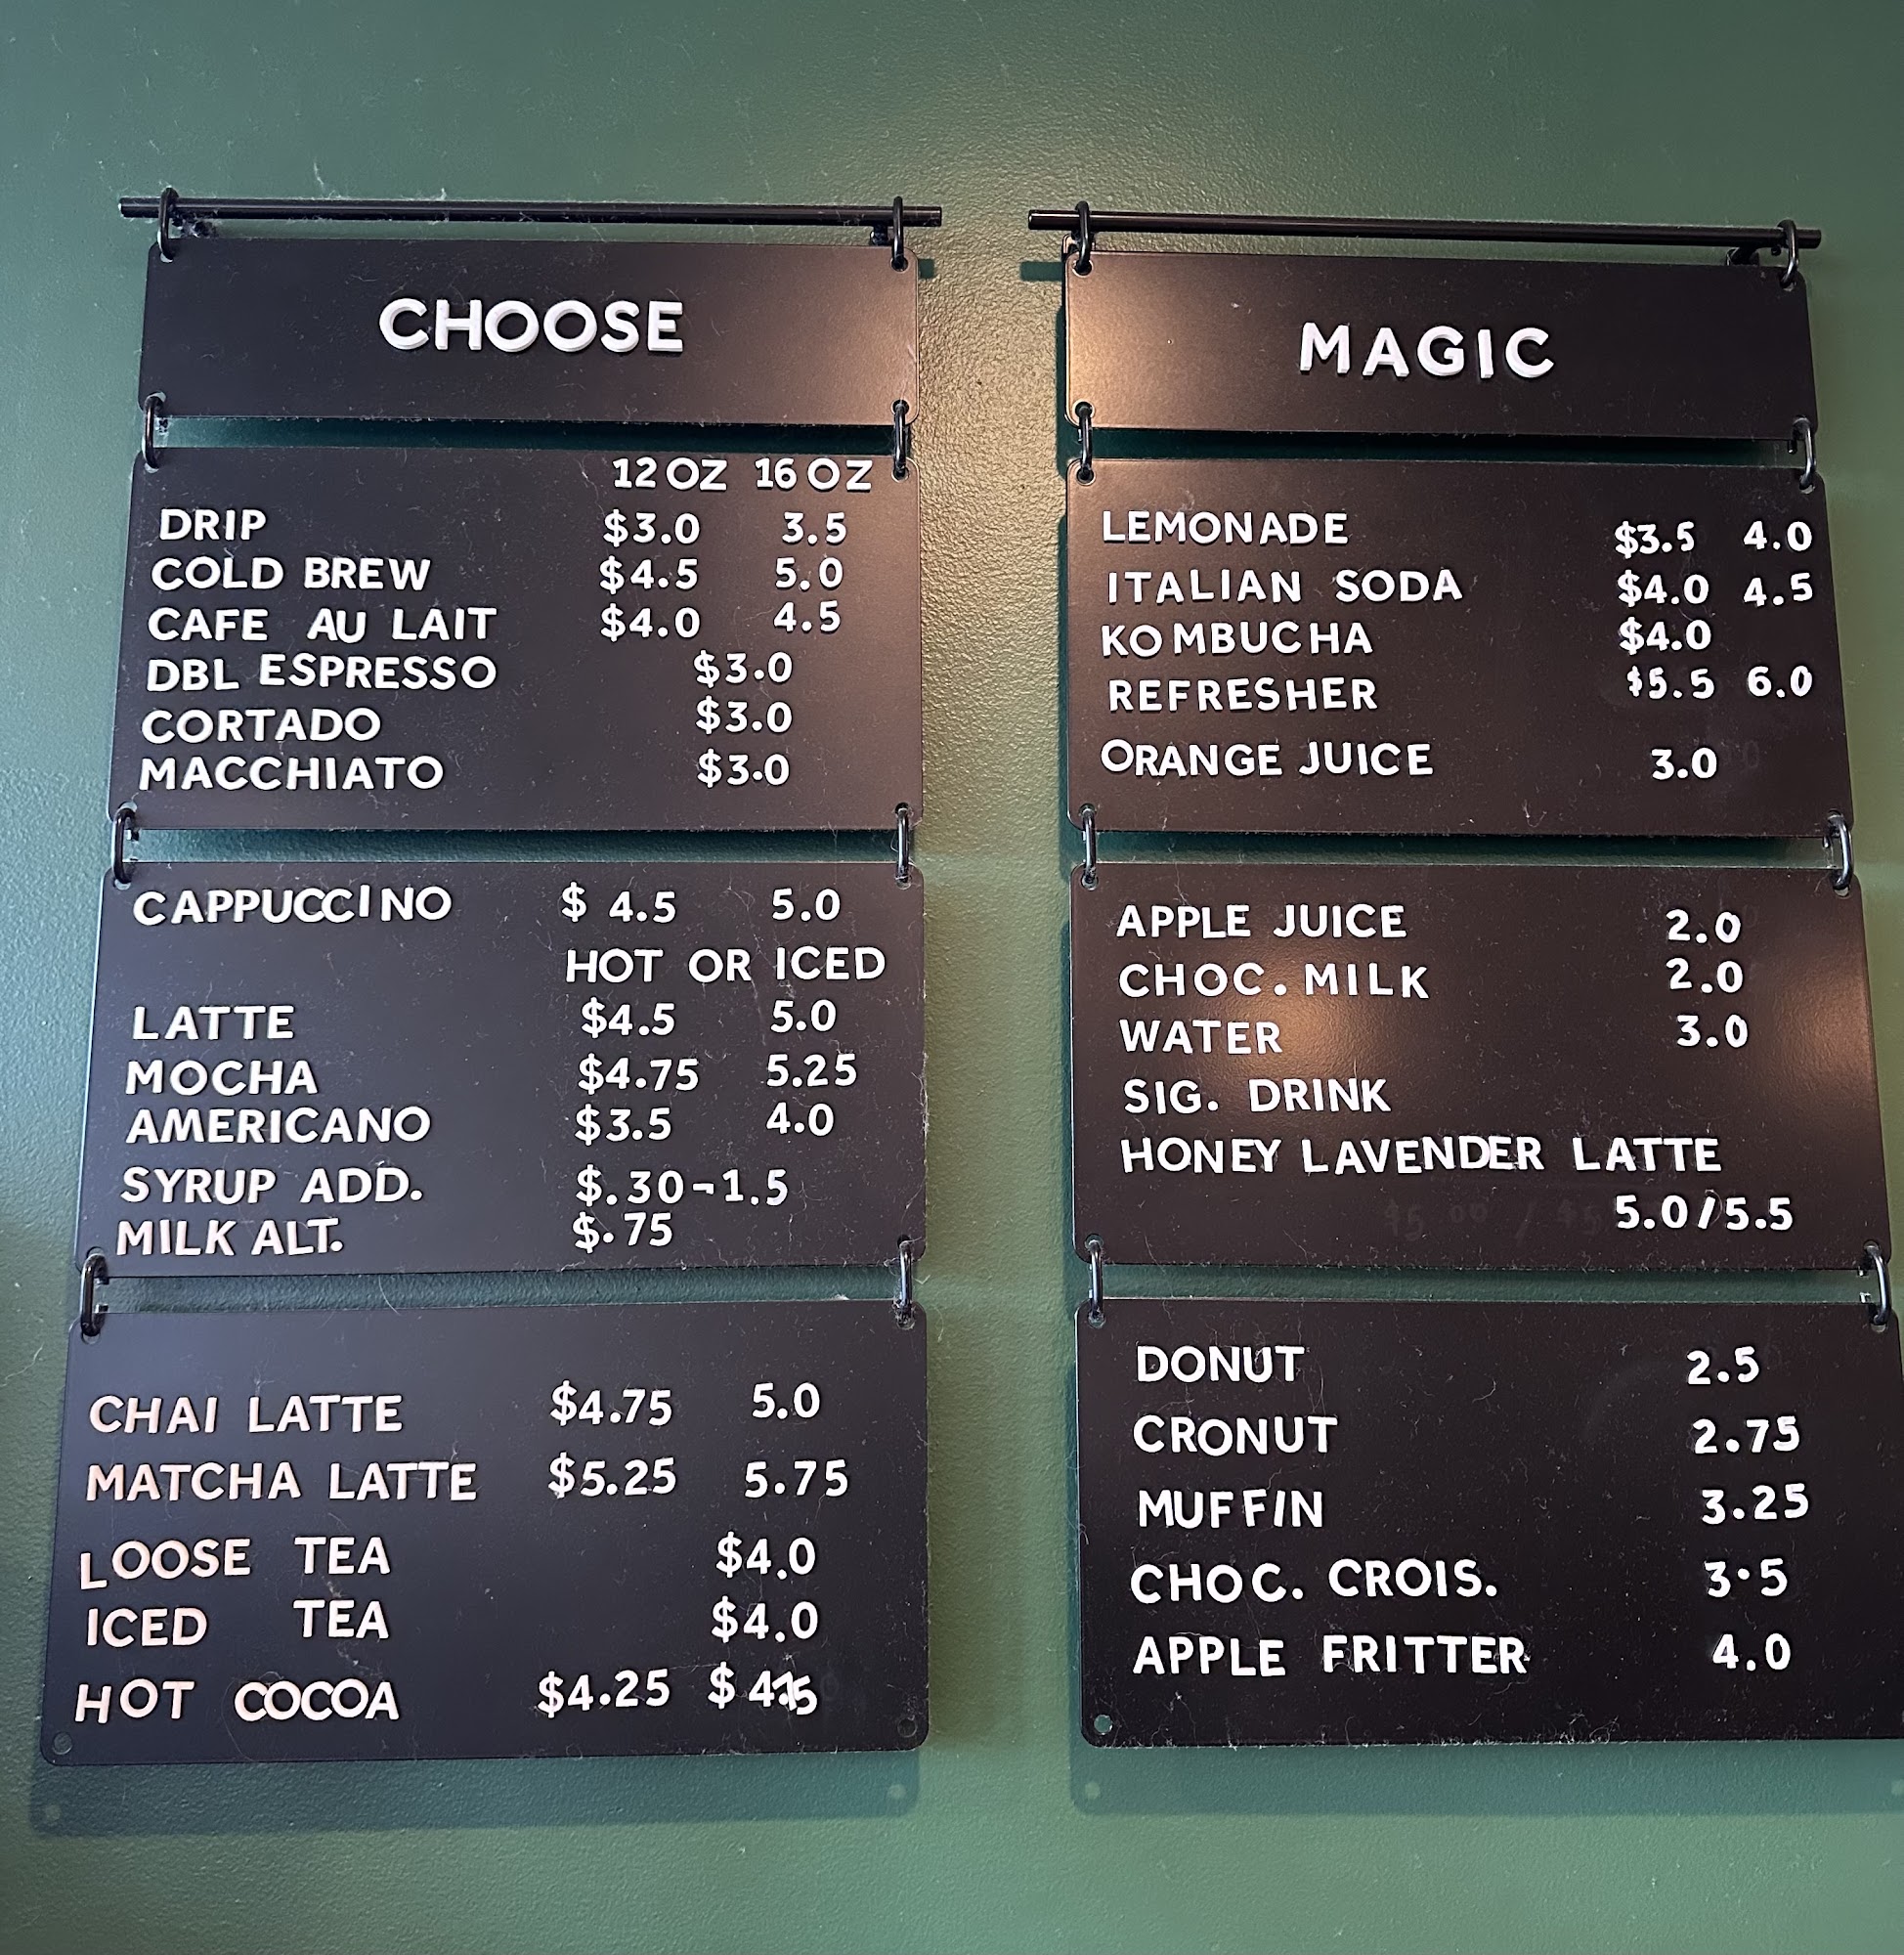 CHOOSE
12 OZ 16 OZ
DRIP $3.0 3.5
COLD BREW $4.5 5.0
CAFE AU LAIT $4.0 4.5
DBL ESPRESSO $3.0
CORTADO $3.0
MACCHIATO $3.0
CAPPUCCINO $ 4.5 5.0
HOT OR ICED
LATTE $4.5 5.0
MOCHA $4.75 5.25
AMERICANO $3.5 4.0
SYRUP ADD. $.30-1.5
MILK ALT. $.75
CHAI LATTE $4.75 5.0
MATCHA LATTE $5.25 5.75
LOOSE TEA $4.0
ICED TEA $4.0
HOT COCOA $4.25 $4.75
MAGIC
LEMONADE $3.5 4.0
ITALIAN SODA $4.0 4.5
KOMBUCHA $4.0
REFRESHER $5.5 6.0
ORANGE JUICE 3.0
APPLE JUICE 2.0
CHOC. MILK 2.0
WATER 3.0
SIG. DRINK
HONEY LAVENDER LATTE
5.0/5.5
DONUT 2.5
CRONUT 2.75
MUFFIN 3.25
CHOC. CROIS. 3.5
APPLE FRITTER 4.0